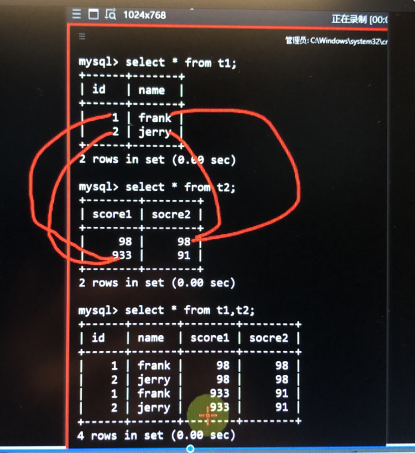 1024x768
正在录制 [00:0
管理员: C:\Windows\system32\cr
mysql> select * from t1;
+------+-------+
| id | name |
+------+-------+
| 1 | frank |
| 2 | jerry |
+------+-------+
2 rows in set (0.00 sec)
mysql> select * from t2;
+--------+--------+
| score1 | socre2 |
+--------+--------+
| 98 | 98 |
| 933 | 91 |
+--------+--------+
2 rows in set (0.00 sec)
mysql> select * from t1,t2;
+------+-------+--------+--------+
| id | name | score1 | socre2 |
+------+-------+--------+--------+
| 1 | frank | 98 | 98 |
| 2 | jerry | 98 | 98 |
| 1 | frank | 933 | 91 |
| 2 | jerry | 933 | 91 |
+------+-------+--------+--------+
4 rows in set (0.00 sec)